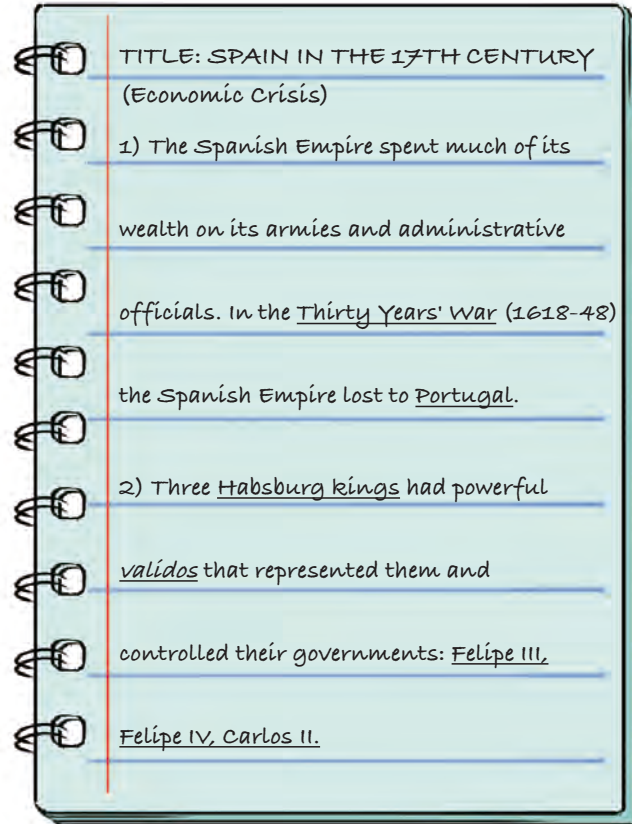 TITLE: SPAIN IN THE 17TH CENTURY
(Economic Crisis)
1) The Spanish Empire spent much of its
wealth on its armies and administrative
officials. In the Thirty Years' War (1618-48)
the Spanish Empire lost to Portugal.
2) Three Habsburg kings had powerful
validos that represented them and
controlled their governments: Felipe III,
Felipe IV, Carlos II.